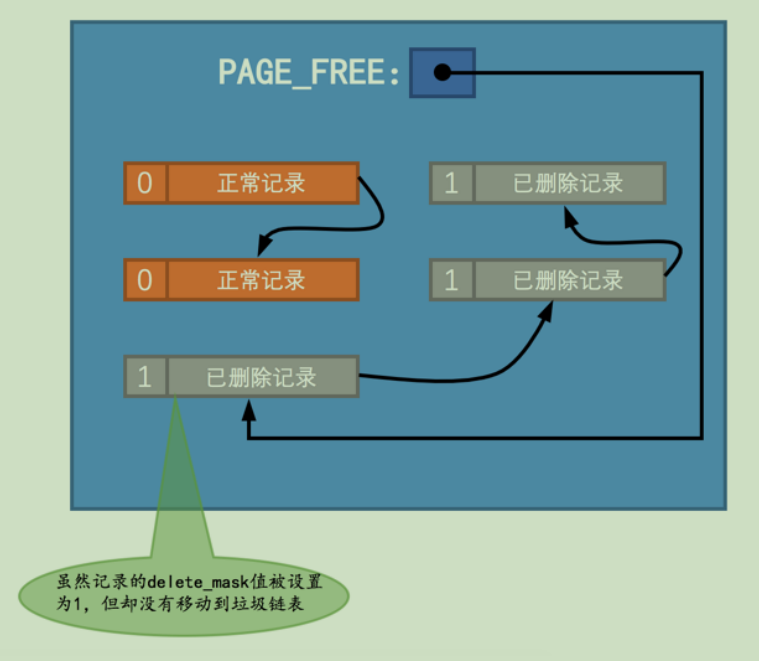 PAGE_FREE:
0 正常记录 1 已删除记录
0 正常记录 1 已删除记录
1 已删除记录
虽然记录的delete_mask值被设置
为1，但却没有移动到垃圾链表